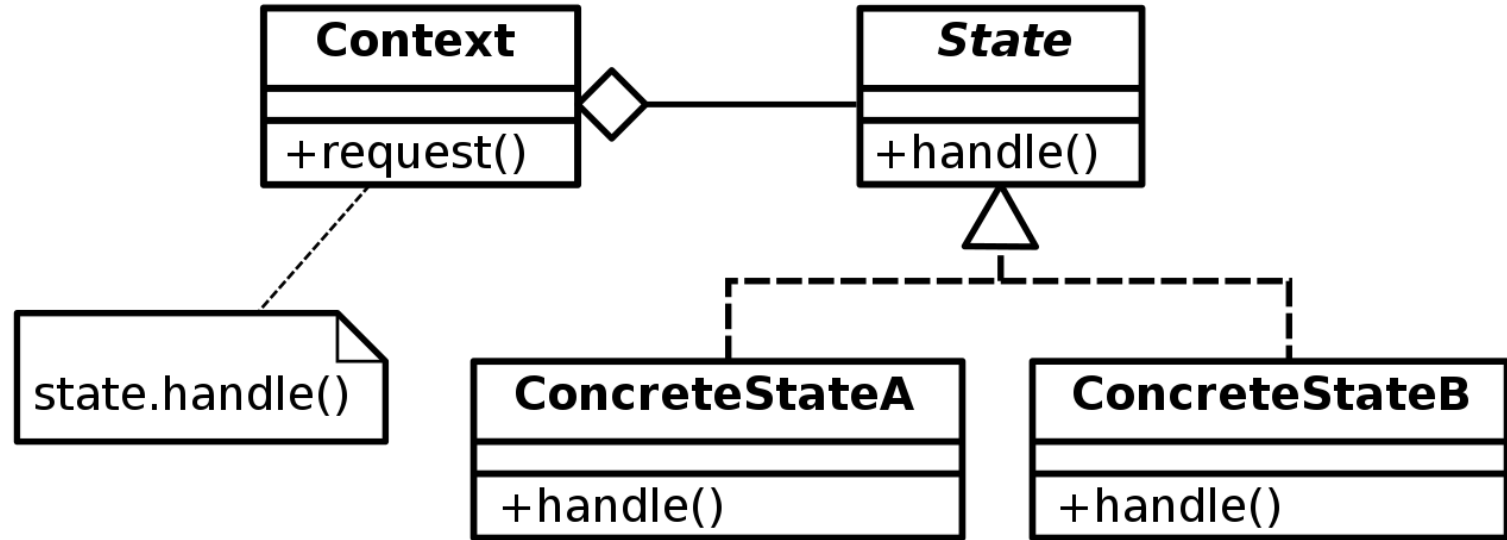 Context
+request()
State
+handle()
state.handle()
ConcreteStateA
+handle()
ConcreteStateB
+handle()